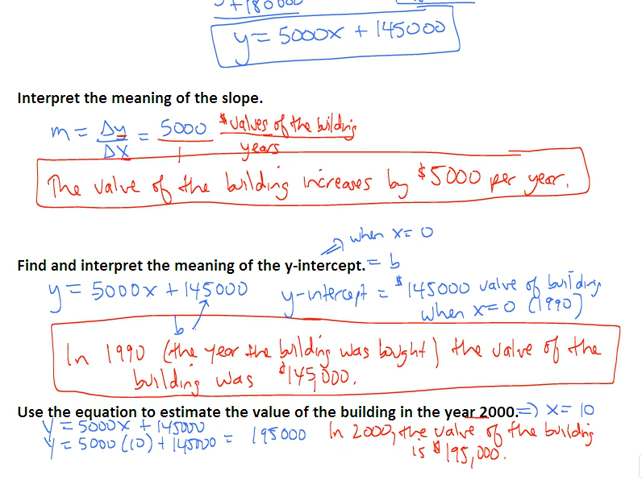 +180000
y = 5000x + 145000
Interpret the meaning of the slope.
m = Δy/ΔX = 5000/1 $ values of the building/years
The value of the building increases by $5000 per year.
when x = 0
Find and interpret the meaning of the y-intercept. = b
y = 5000x + 145000 y-intercept = $145000 value of building
b when x=0 (1990)
In 1990 (the year the building was bought) the value of the
building was $145,000.
Use the equation to estimate the value of the building in the year 2000. ⇒ x = 10
y = 5000x + 145000
y = 5000(10) + 145000 = 195000 In 2000, the value of the building
is $195,000.